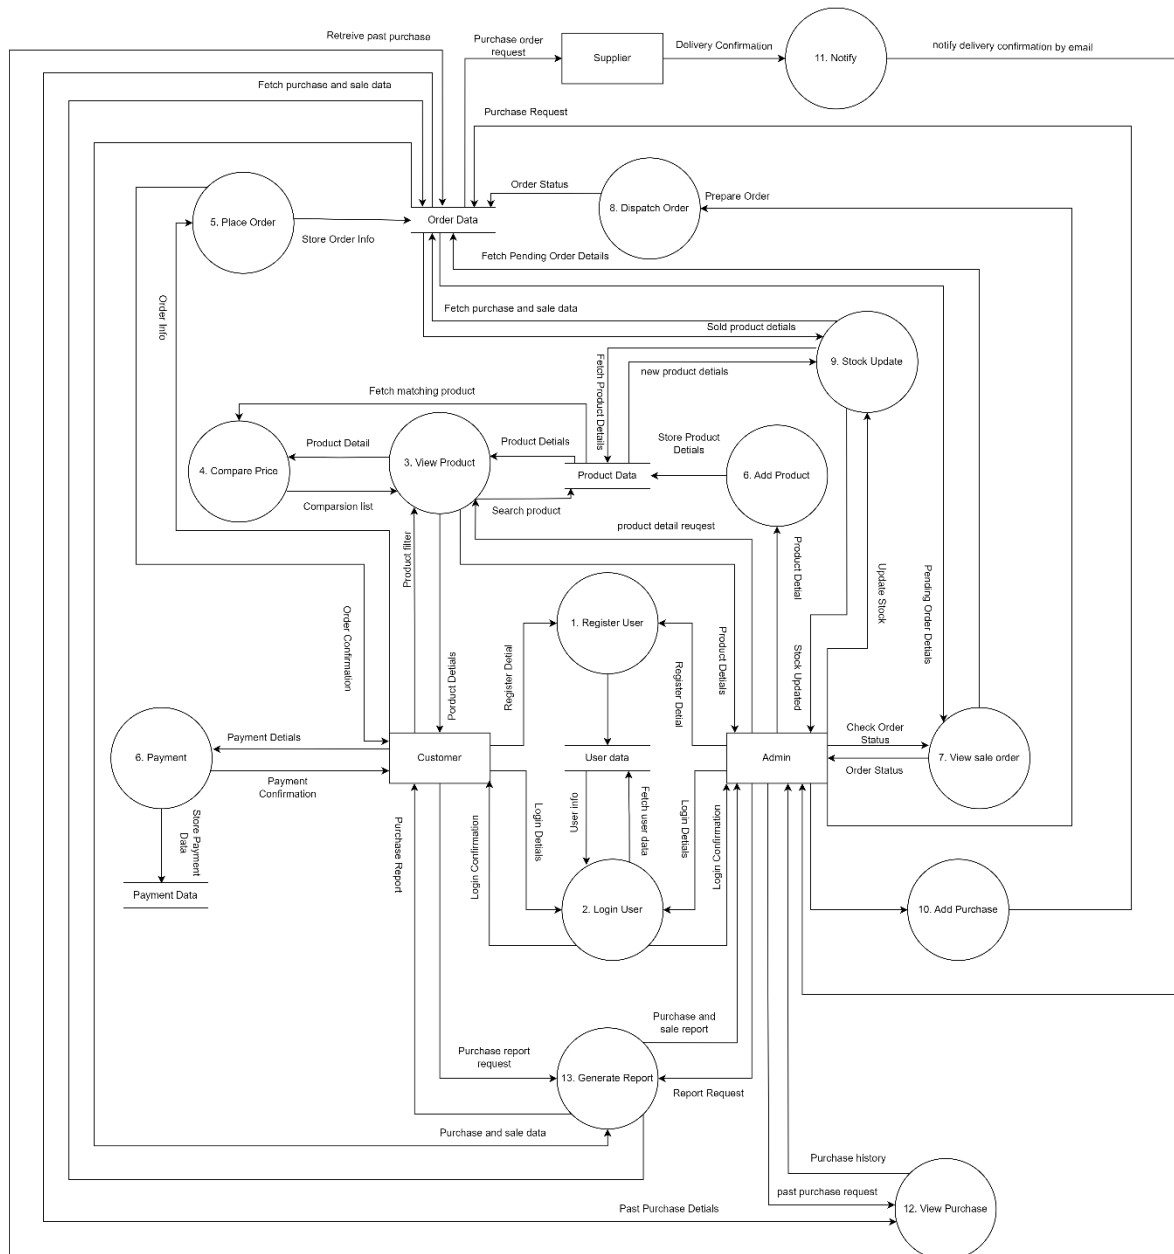 Retreive past purchase
Purchase order
request
Supplier
Delivery Confirmation
11. Notify
notify delivery confirmation by email
Fetch purchase and sale data
Purchase Request
5. Place Order
Store Order Info
Order Data
Order Status
8. Dispatch Order
Prepare Order
Fetch Pending Order Details
Order Info
Fetch purchase and sale data
Sold product detials
9. Stock Update
Fetch Product Details
new product detials
Fetch matching product
4. Compare Price
Product Detail
Comparsion list
3. View Product
Product Detials
Search product
Product Data
Store Product
Detials
6. Add Product
product detail reuqest
Product filter
Porduct Detials
Product Detial
Update Stock
Pending Order Detials
Order Confirmation
Register Detial
1. Register User
Register Detial
Product Detials
Stock Updated
6. Payment
Payment Detials
Payment
Confirmation
Customer
User data
Admin
Check Order
Status
Order Status
7. View sale order
Store Payment
Data
Payment Data
Purchase Report
Login Confirmation
Login Detials
User info
Fetch user data
Login Detials
Login Confirmation
2. Login User
10. Add Purchase
Purchase and
sale report
Purchase report
request
13. Generate Report
Report Request
Purchase and sale data
Purchase history
past purchase request
12. View Purchase
Past Purchase Detials